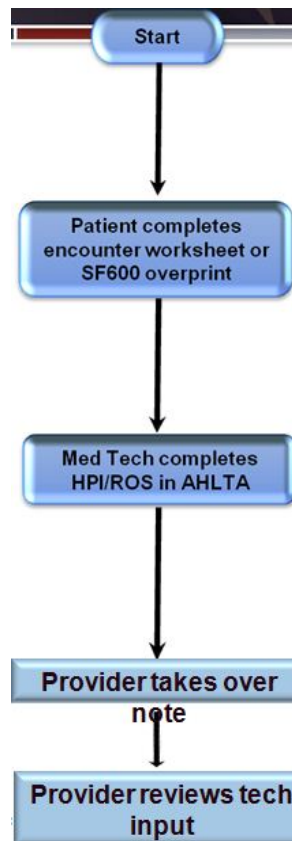 Start
Patient completes
encounter worksheet or
SF600 overprint
Med Tech completes
HPI/ROS in AHLTA
Provider takes over
note
Provider reviews tech
input